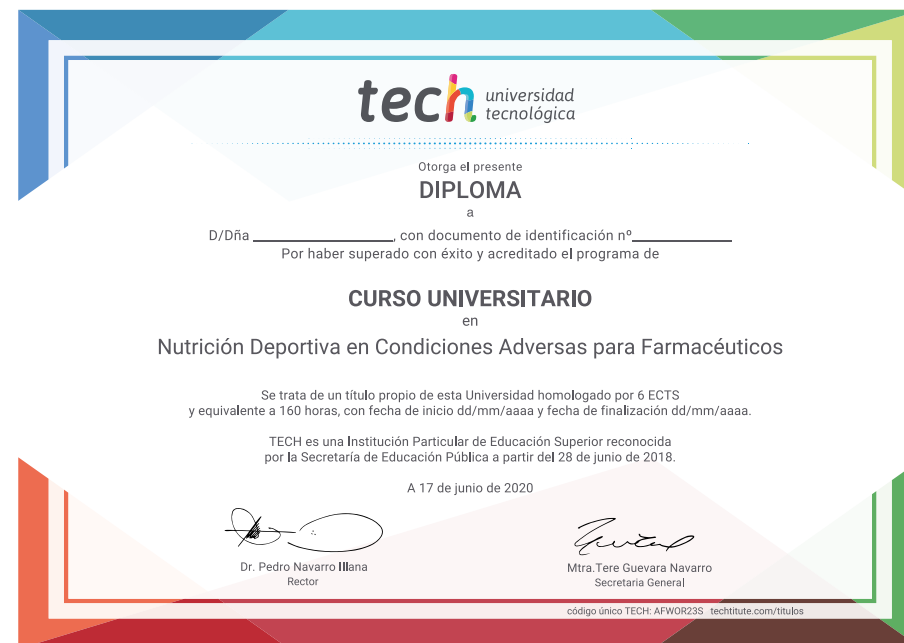 tech universidad
tecnológica
Otorga el presente
DIPLOMA
a
D/Dña ____________________, con documento de identificación nº______________
Por haber superado con éxito y acreditado el programa de
CURSO UNIVERSITARIO
en
Nutrición Deportiva en Condiciones Adversas para Farmacéuticos
Se trata de un título propio de esta Universidad homologado por 6 ECTS
y equivalente a 160 horas, con fecha de inicio dd/mm/aaaa y fecha de finalización dd/mm/aaaa.
TECH es una Institución Particular de Educación Superior reconocida
por la Secretaría de Educación Pública a partir del 28 de junio de 2018.
A 17 de junio de 2020
Dr. Pedro Navarro Illana
Rector
Mtra.Tere Guevara Navarro
Secretaria General
código único TECH: AFWOR23S techtitute.com/titulos